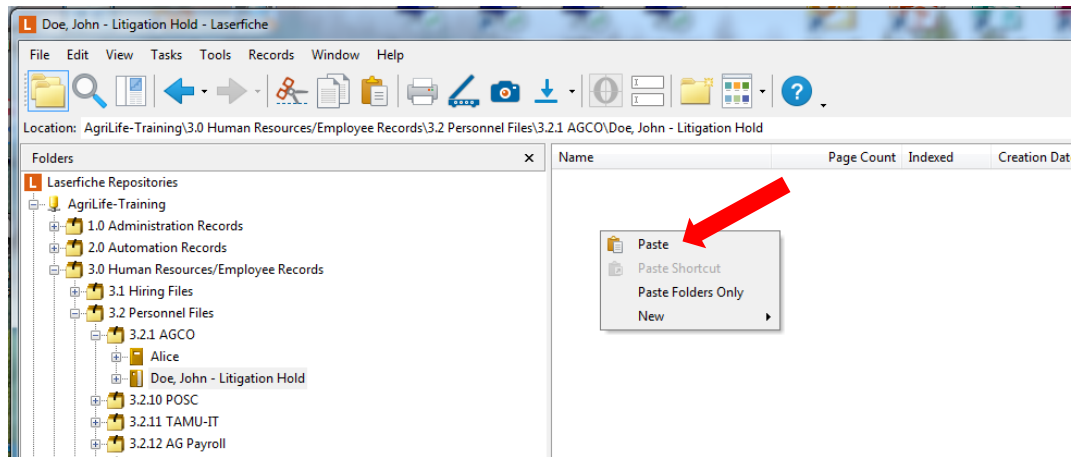 L Doe, John - Litigation Hold - Laserfiche
File Edit View Tasks Tools Records Window Help
Location: AgriLife-Training\3.0 Human Resources/Employee Records\3.2 Personnel Files\3.2.1 AGCO\Doe, John - Litigation Hold
Folders x Name Page Count Indexed Creation Dat
L Laserfiche Repositories
AgriLife-Training
1.0 Administration Records
2.0 Automation Records
Paste
3.0 Human Resources/Employee Records
Paste Shortcut
3.1 Hiring Files
Paste Folders Only
3.2 Personnel Files
New
3.2.1 AGCO
Alice
Doe, John - Litigation Hold
3.2.10 POSC
3.2.11 TAMU-IT
3.2.12 AG Payroll